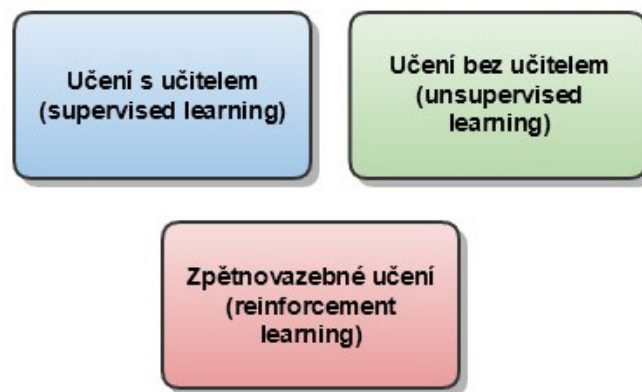 Učení s učitelem
(supervised learning)
Učení bez učitelem
(unsupervised
learning)
Zpětnovazebné učení
(reinforcement
learning)